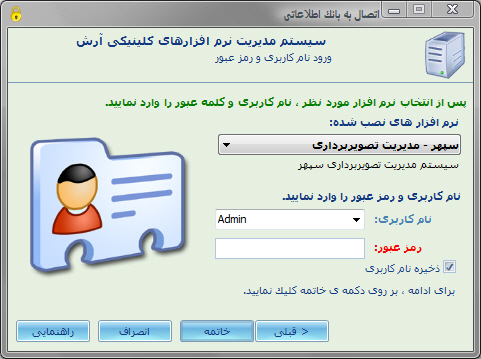 اتصال به بانك اطلاعاتي
سیستم مدیریت نرم افزارهای کلینیکی آرش
ورود نام کاربری و رمز عبور
پس از انتخاب نرم افزار مورد نظر ، نام کاربری و کلمه عبور را وارد نمایید.
نرم افزار های نصب شده:
سپهر - مدیریت تصویربرداری
سیستم مدیریت تصویربرداری سپهر
نام کاربری و رمز عبور را وارد نمایید.
نام کاربری:
Admin
رمز عبور:
ذخیره نام کاربری
برای ادامه ، بر روی دکمه ی خاتمه کلیك نمایید.
< قبلی
خاتمه
انصراف
راهنمایی